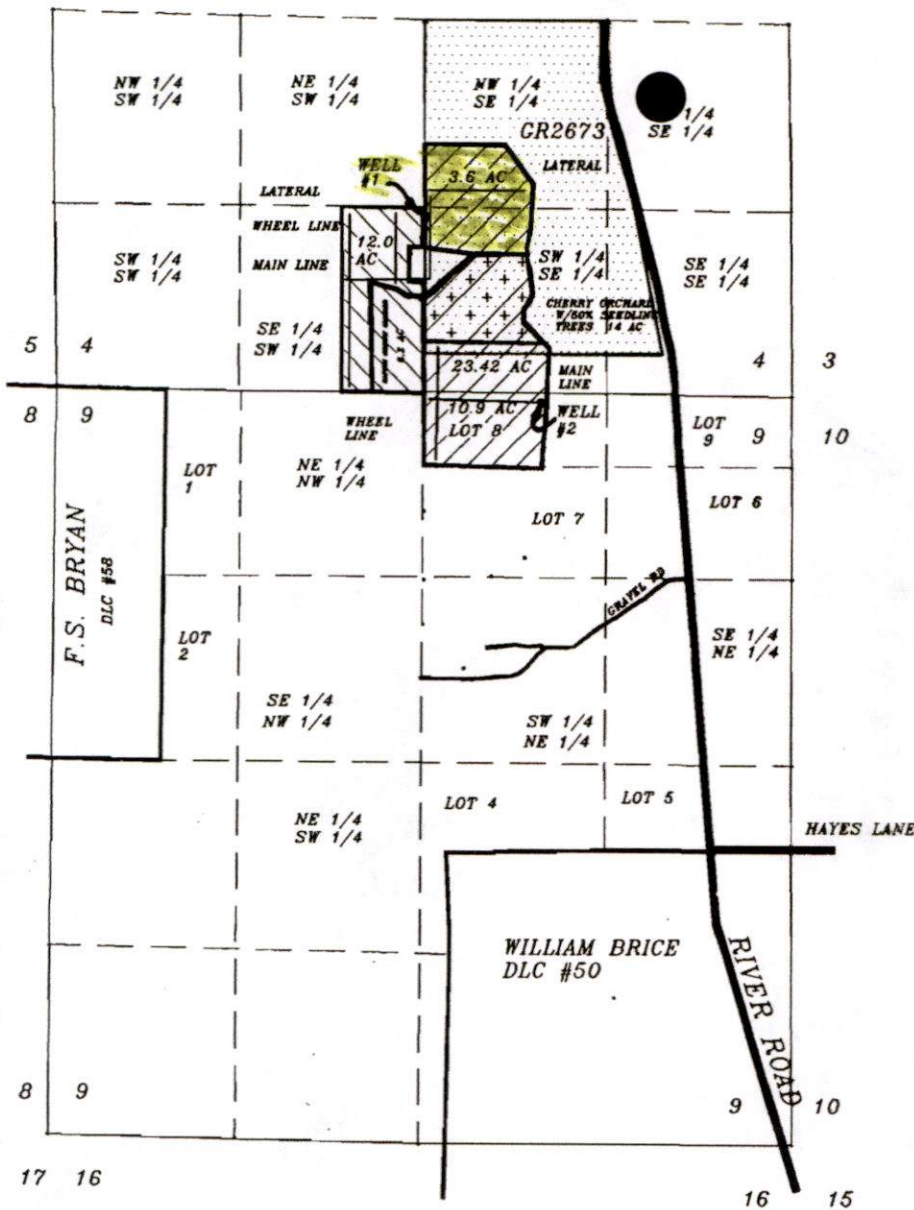 NW 1/4
SW 1/4
NE 1/4
SW 1/4
NW 1/4
SE 1/4
1/4
SE 1/4
GR2673
WELL
#1
3.6 AC
LATERAL
LATERAL
WHEEL LINE
12.0
AC
MAIN LINE
SW 1/4
SW 1/4
SW 1/4
SE 1/4
SE 1/4
SE 1/4
CHERRY ORCHARD
W/50% SEEDLING
TREES 14 AC
SE 1/4
SW 1/4
5 4
4 3
23.42 AC
MAIN
LINE
8 9
10.9 AC
LOT 8
WELL
#2
WHEEL
LINE
LOT
9
9 10
LOT
1
NE 1/4
NW 1/4
LOT 7
LOT 6
F.S. BRYAN
DLC #58
GRAVEL RD
LOT
2
SE 1/4
NE 1/4
SE 1/4
NW 1/4
SW 1/4
NE 1/4
LOT 4
LOT 5
NE 1/4
SW 1/4
HAYES LANE
WILLIAM BRICE
DLC #50
RIVER ROAD
8 9
9 10
17 16
16 15